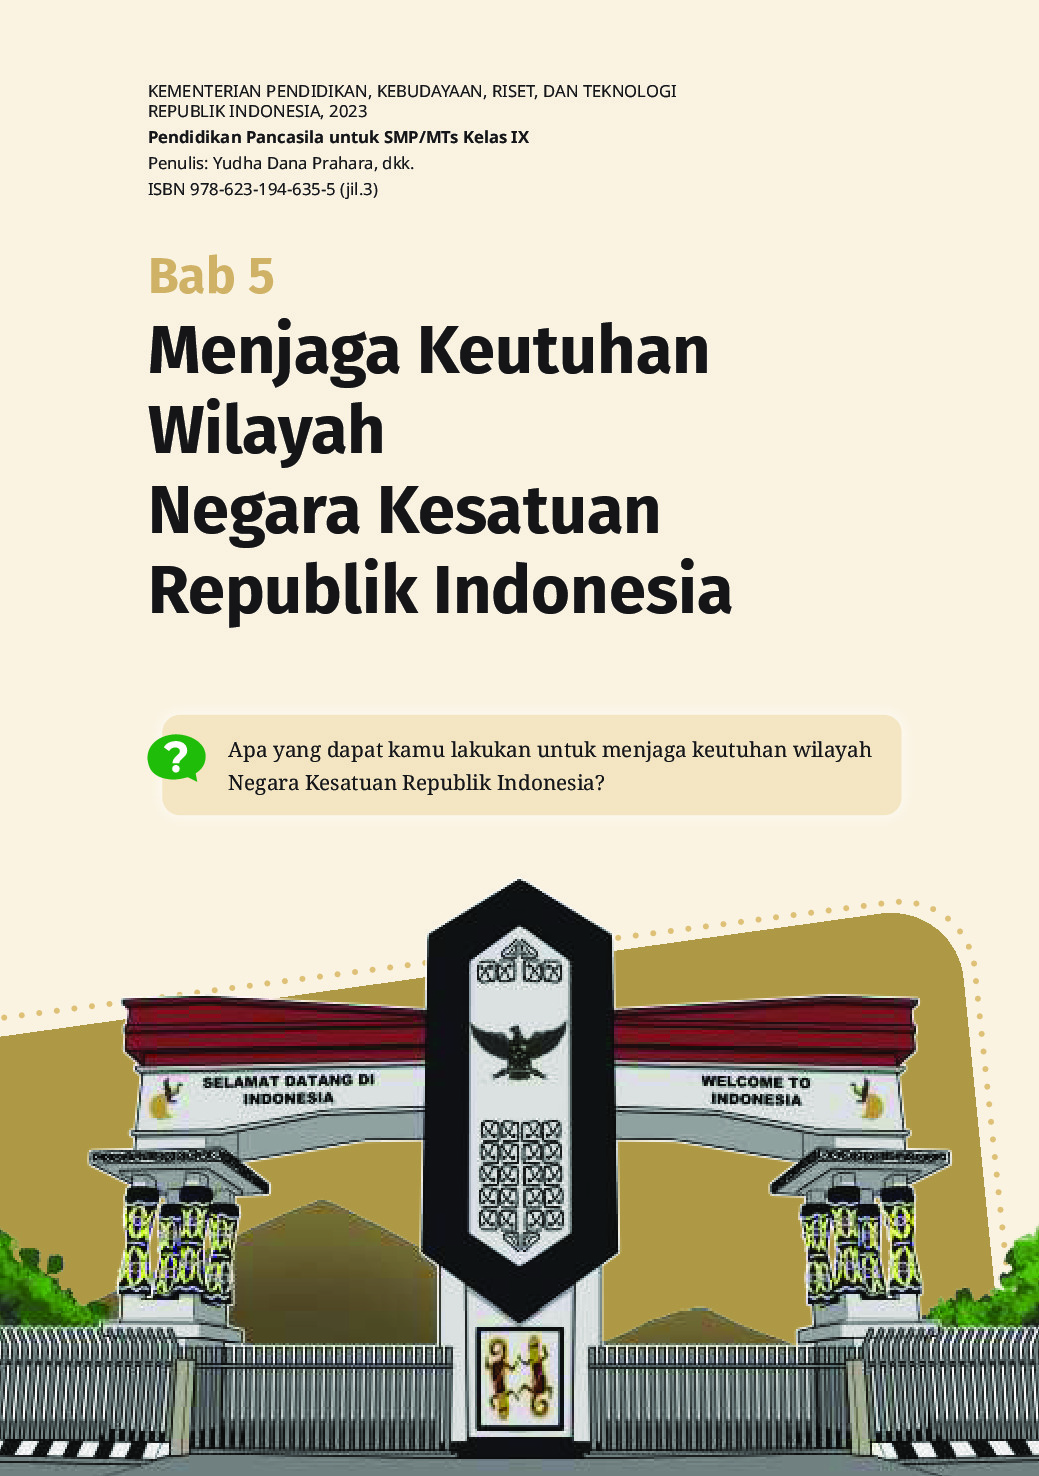 KEMENTERIAN PENDIDIKAN, KEBUDAYAAN, RISET, DAN TEKNOLOGI
REPUBLIK INDONESIA, 2023
Pendidikan Pancasila untuk SMP/MTs Kelas IX
Penulis: Yudha Dana Prahara, dkk.
ISBN 978-623-194-635-5 (jil.3)
Bab 5
Menjaga Keutuhan
Wilayah
Negara Kesatuan
Republik Indonesia
?
Apa yang dapat kamu lakukan untuk menjaga keutuhan wilayah
Negara Kesatuan Republik Indonesia?
SELAMAT DATANG DI
INDONESIA
WELCOME TO
INDONESIA